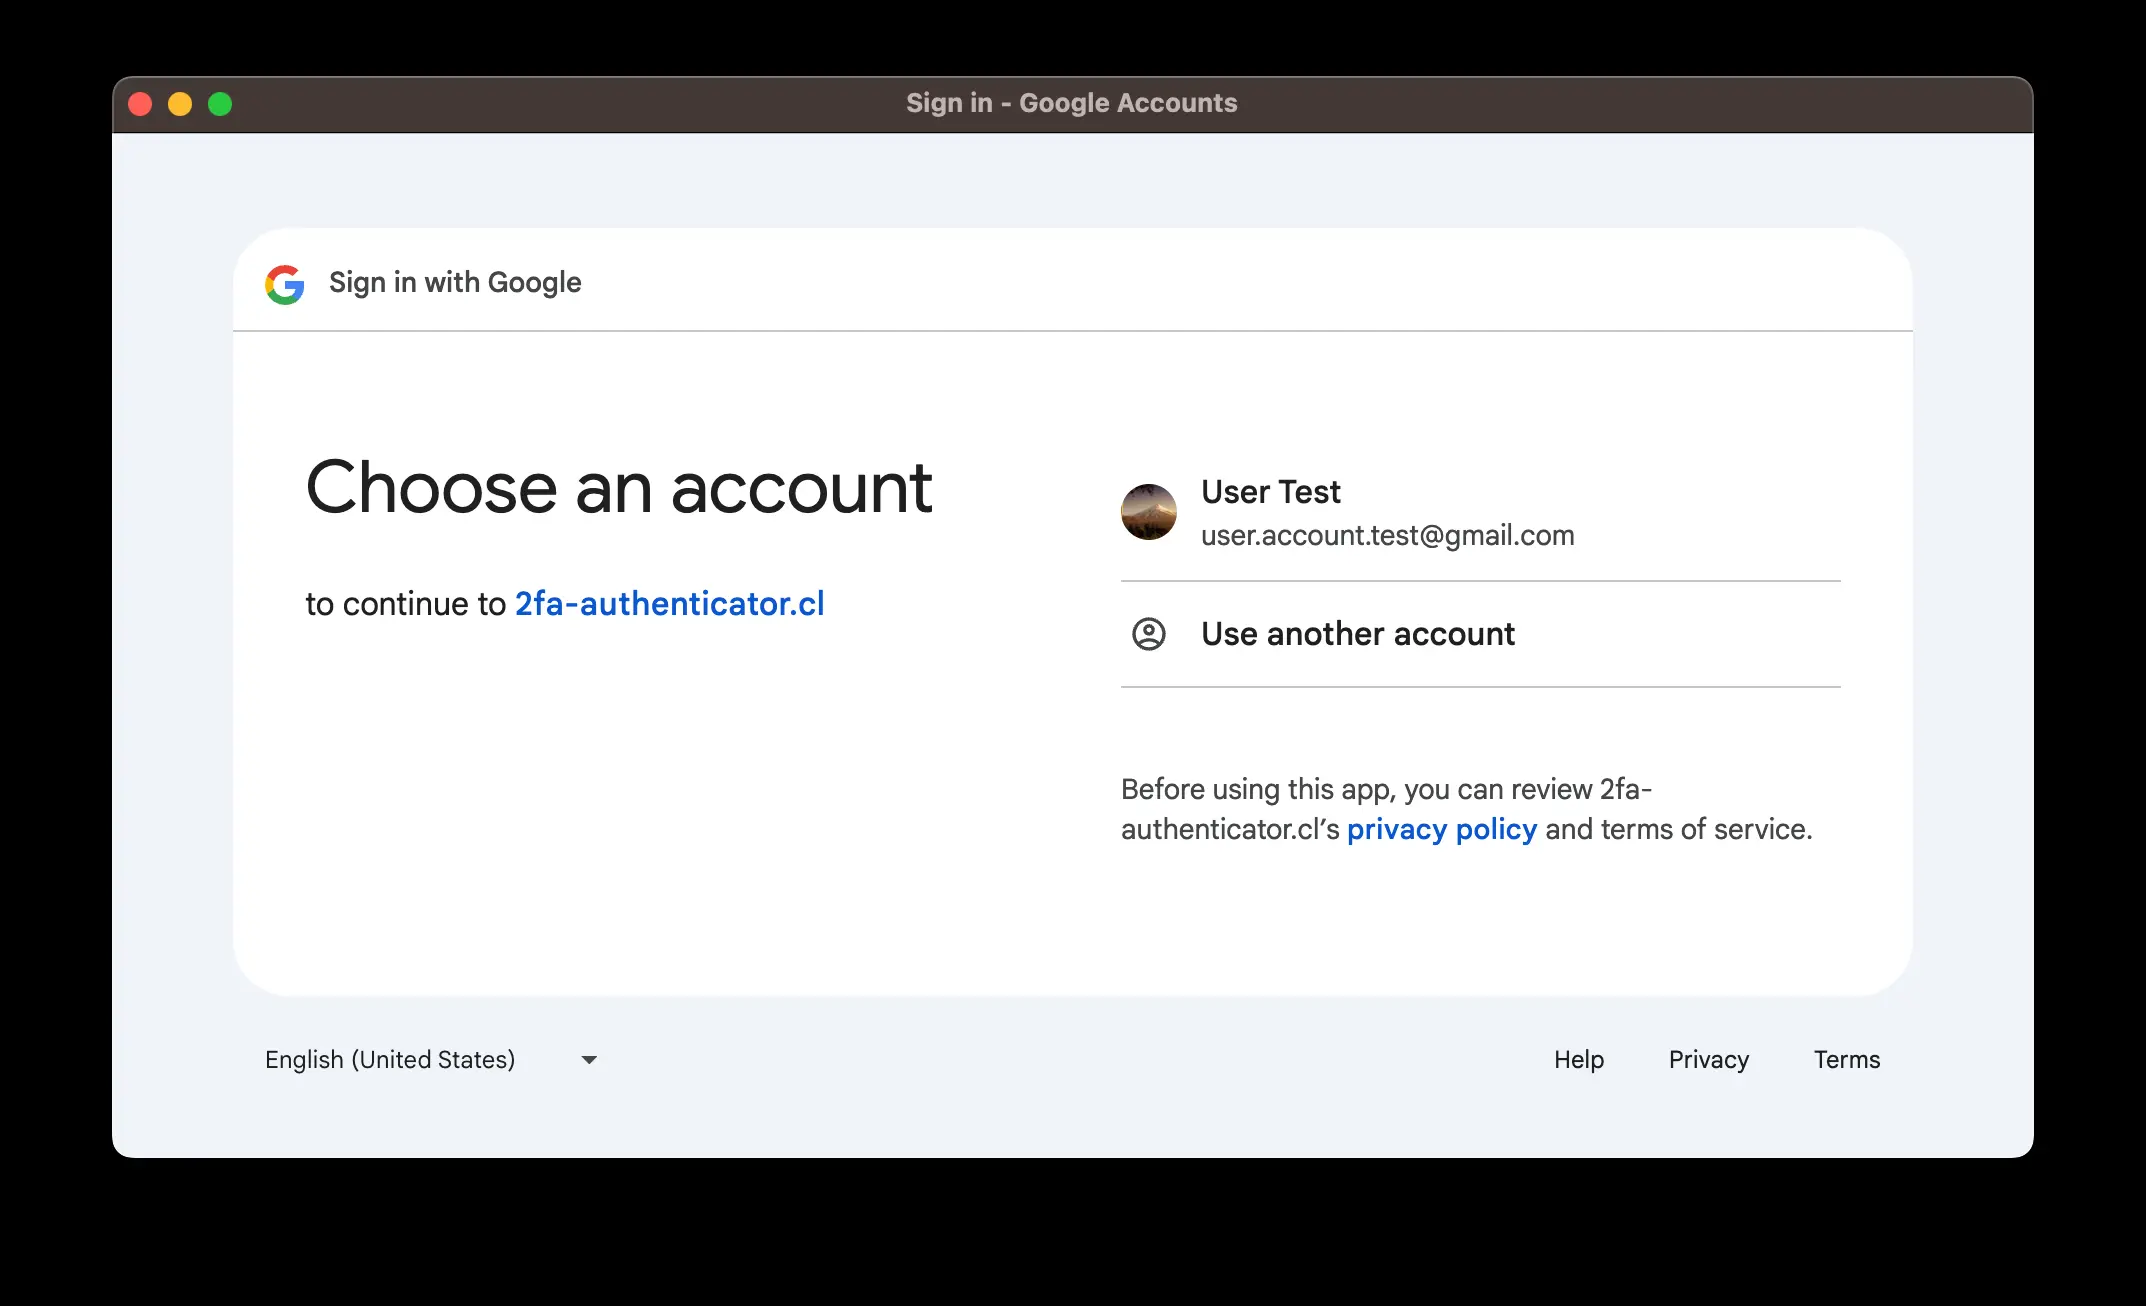 Sign in - Google Accounts
Sign in with Google
Choose an account
to continue to 2fa-authenticator.cl
User Test
user.account.test@gmail.com
Use another account
Before using this app, you can review 2fa-
authenticator.cl’s privacy policy and terms of service.
English (United States)
Help Privacy Terms